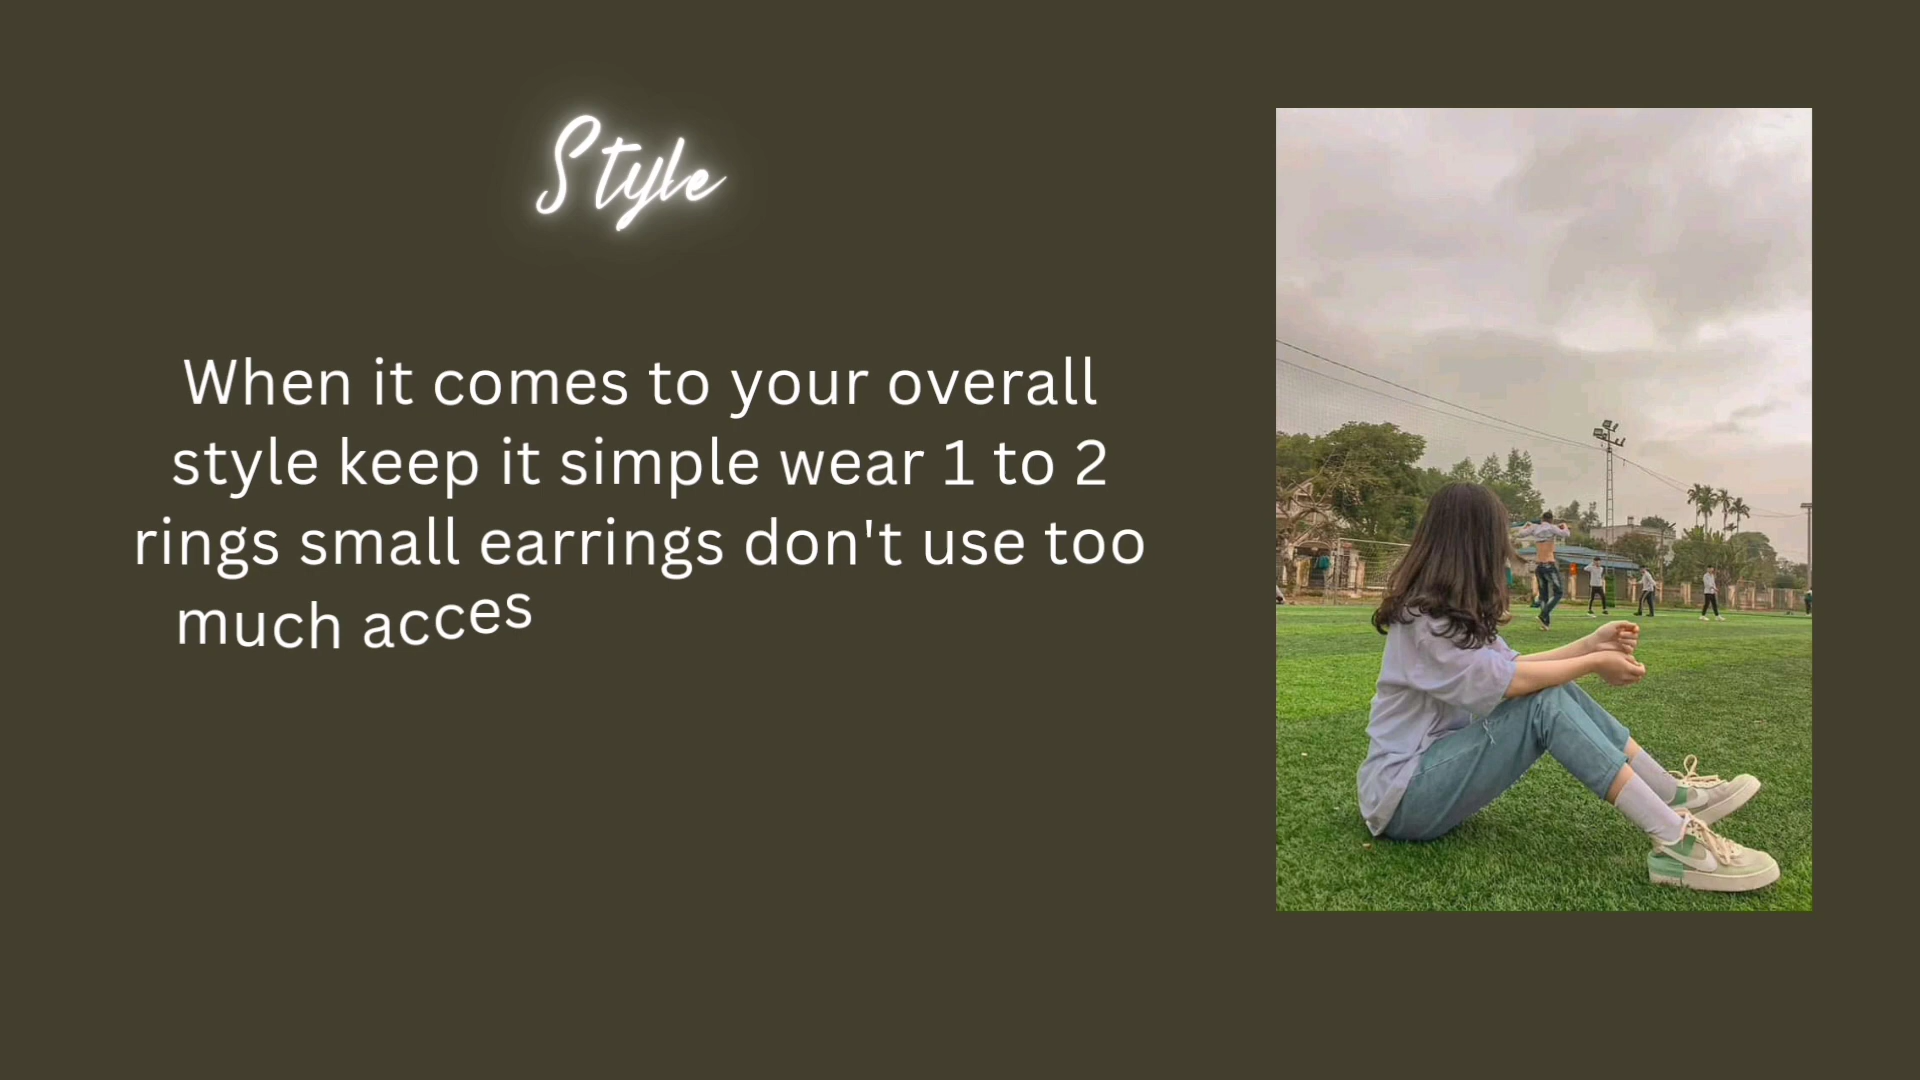 Style
When it comes to your overall
style keep it simple wear 1 to 2
rings small earrings don't use too
much acces